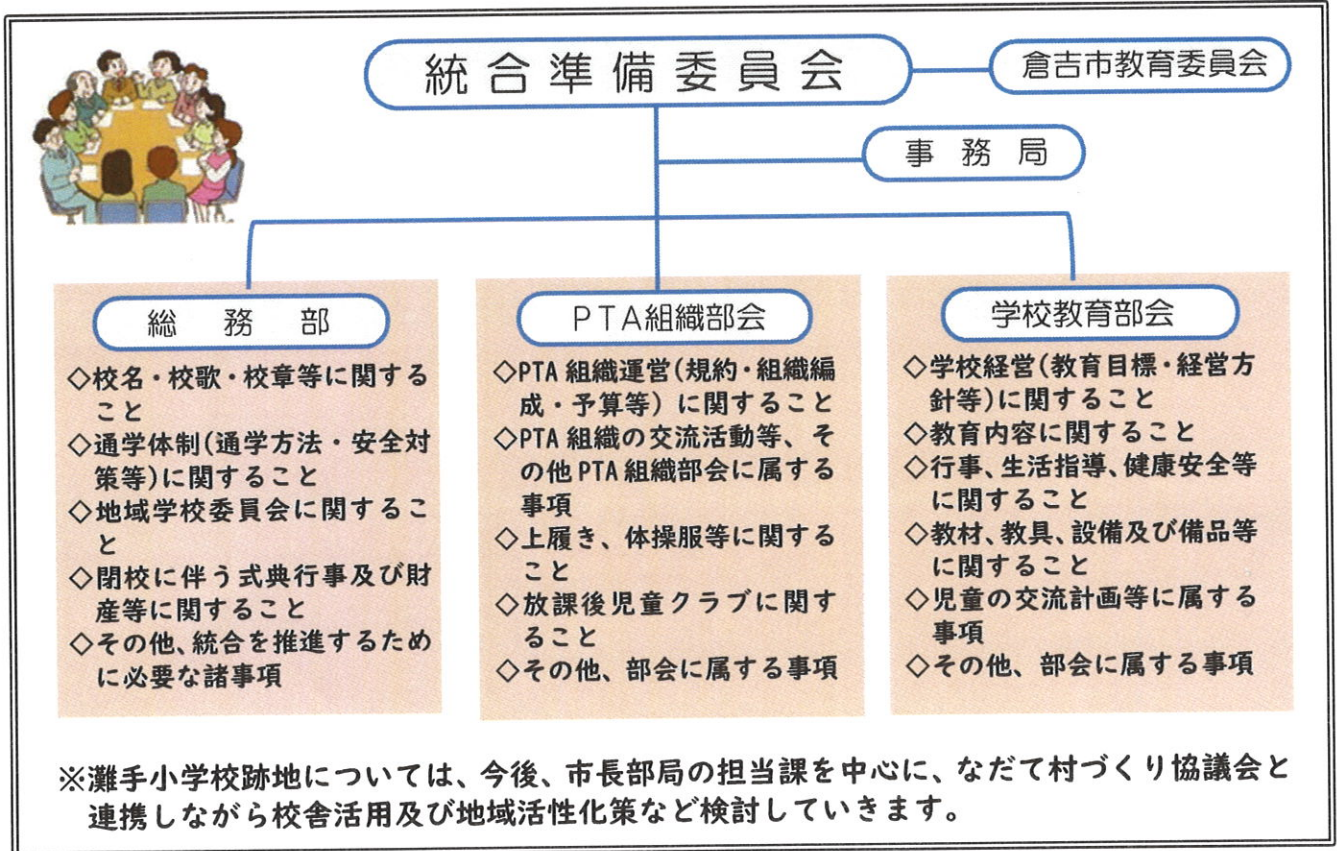 統合準備委員会
倉吉市教育委員会
事務局
総務部
◇校名・校歌・校章等に関する
こと
◇通学体制(通学方法・安全対
策等)に関すること
◇地域学校委員会に関するこ
と
◇閉校に伴う式典行事及び財
産等に関すること
◇その他、統合を推進するため
に必要な諸事項
PTA組織部会
◇PTA組織運営(規約・組織編
成・予算等)に関すること
◇PTA組織の交流活動等、そ
の他PTA組織部会に属する
事項
◇上履き、体操服等に関する
こと
◇放課後児童クラブに関す
ること
◇その他、部会に属する事項
学校教育部会
◇学校経営(教育目標・経営方
針等)に関すること
◇教育内容に関すること
◇行事、生活指導、健康安全等
に関すること
◇教材、教具、設備及び備品等
に関すること
◇児童の交流計画等に属する
事項
◇その他、部会に属する事項
※灘手小学校跡地については、今後、市長部局の担当課を中心に、なだて村づくり協議会と
連携しながら校舎活用及び地域活性化策など検討していきます。